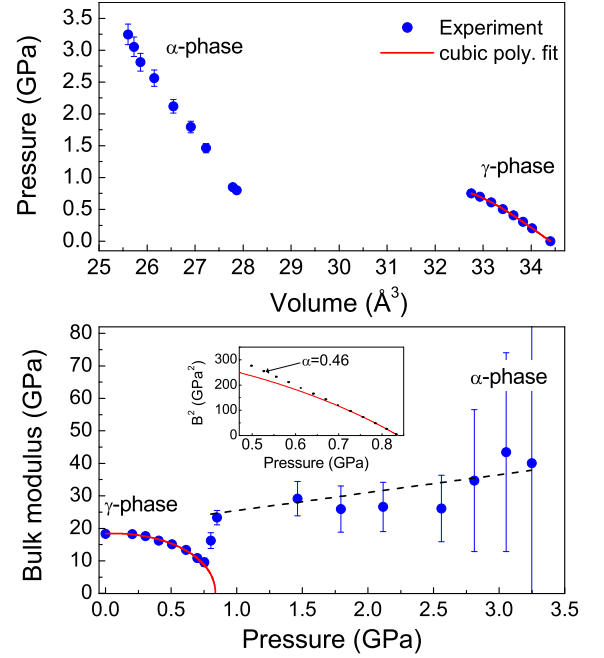 α-phase
Experiment
cubic poly. fit
γ-phase
Pressure (GPa)
3.5
3.0
2.5
2.0
1.5
1.0
0.5
0.0
25 26 27 28 29 30 31 32 33 34
Volume (Å³)
Bulk modulus (GPa)
80
70
60
50
40
30
20
10
0
B² (GPa²)
300
200
100
0
α=0.46
0.5 0.6 0.7 0.8
Pressure (GPa)
α-phase
γ-phase
0.0 0.5 1.0 1.5 2.0 2.5 3.0 3.5
Pressure (GPa)